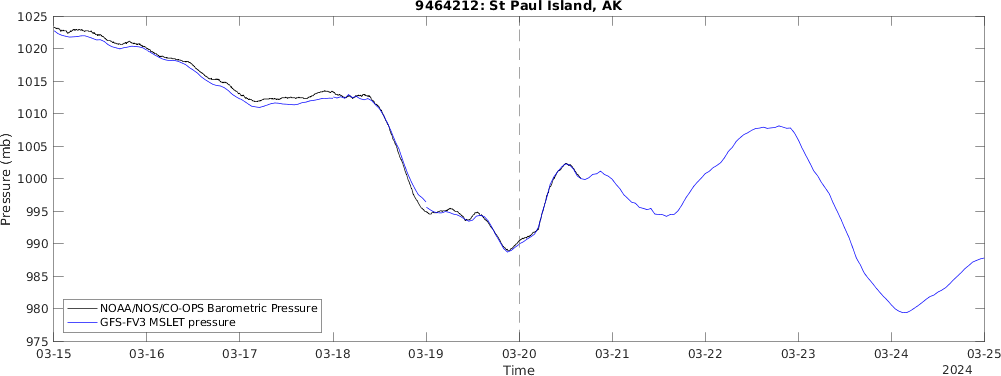 9464212: St Paul Island, AK
Pressure (mb)
1025
1020
1015
1010
1005
1000
995
990
985
980
975
NOAA/NOS/CO-OPS Barometric Pressure
GFS-FV3 MSLET pressure
03-15 03-16 03-17 03-18 03-19 03-20 03-21 03-22 03-23 03-24 03-25
Time
2024